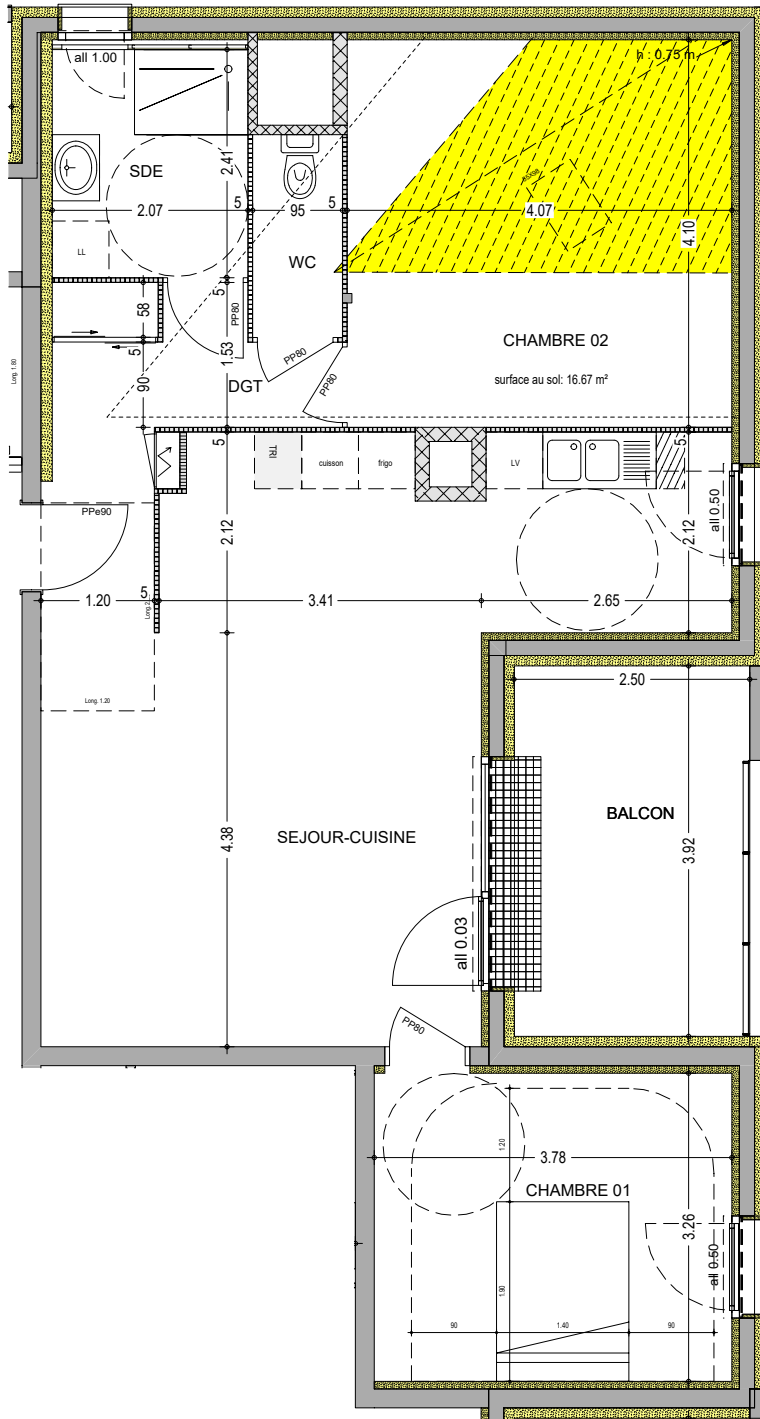 all 1.00
h : 0.75 m
SDE
2.41
2.07
5
95
5
4.07
4.10
WC
LL
58
5
PP80
5
1.53
90
DGT
PP80
PP80
CHAMBRE 02
surface au sol: 16.67 m²
Long. 1.80
5
TRI
cuisson
frigo
LV
5
all 0.50
PPe90
2.12
2.12
1.20
5
3.41
2.65
Long. 1.20
2.50
4.38
SEJOUR-CUISINE
BALCON
3.92
all 0.03
PP80
1.20
3.78
CHAMBRE 01
3.26
all 0.50
1.90
90
1.40
90